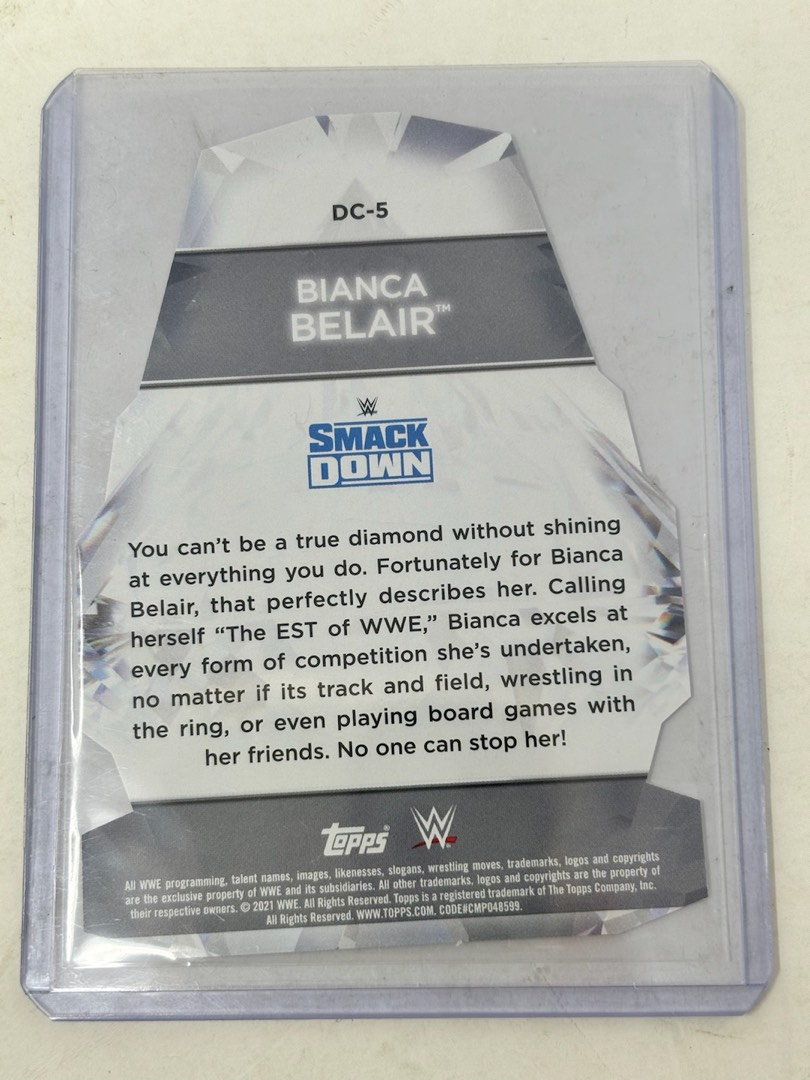 DC-5
BIANCA
BELAIR™
W
SMACK
DOWN
You can't be a true diamond without shining
at everything you do. Fortunately for Bianca
Belair, that perfectly describes her. Calling
herself “The EST of WWE,” Bianca excels at
every form of competition she's undertaken,
no matter if its track and field, wrestling in
the ring, or even playing board games with
her friends. No one can stop her!
Topps® W
All WWE programming, talent names, images, likenesses, slogans, wrestling moves, trademarks, logos and copyrights
are the exclusive property of WWE and its subsidiaries. All other trademarks, logos and copyrights are the property of
their respective owners. © 2021 WWE. All Rights Reserved. Topps is a registered trademark of The Topps Company, Inc.
All Rights Reserved. WWW.TOPPS.COM. CODE#CMP048599.